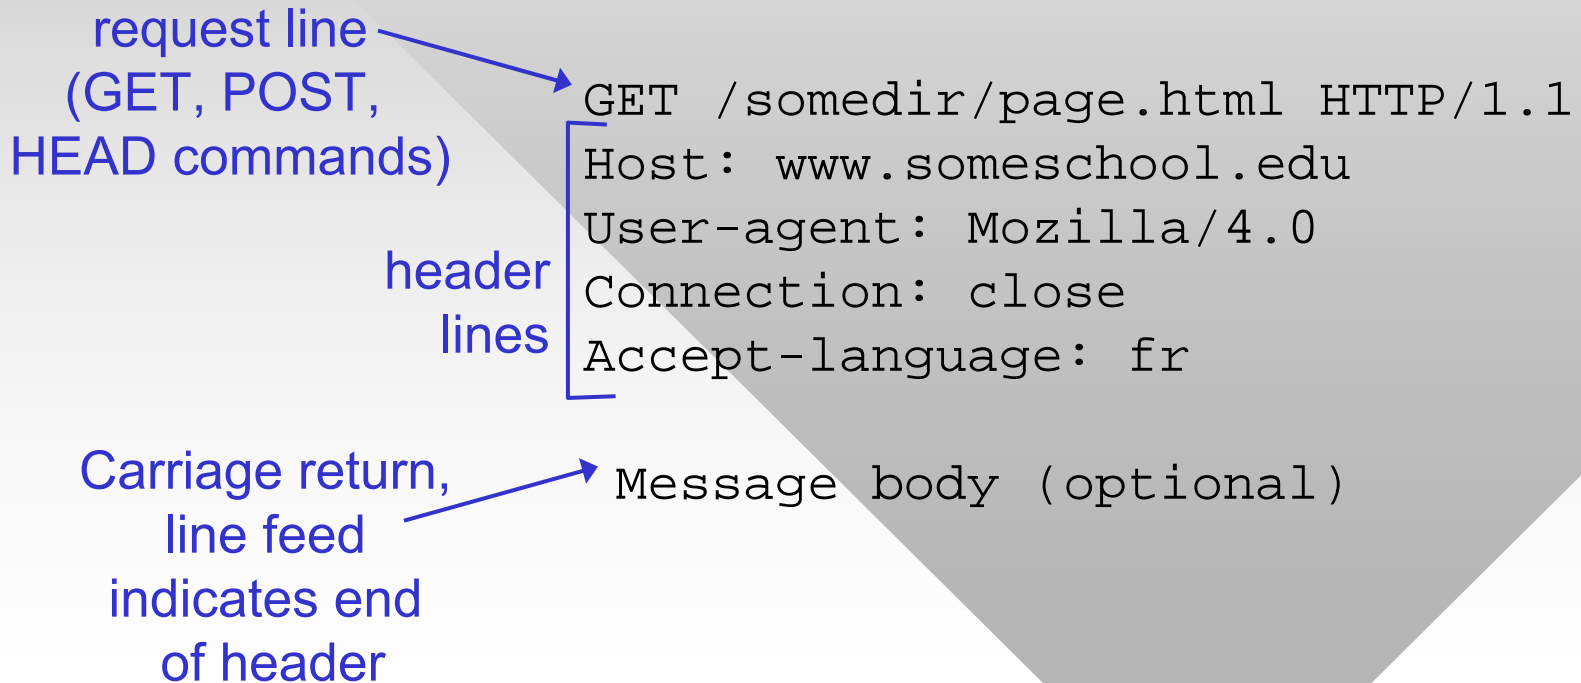 request line
(GET, POST,
HEAD commands)
GET /somedir/page.html HTTP/1.1
Host: www.someschool.edu
User-agent: Mozilla/4.0
Connection: close
Accept-language: fr
header
lines
Carriage return,
line feed
indicates end
of header
Message body (optional)